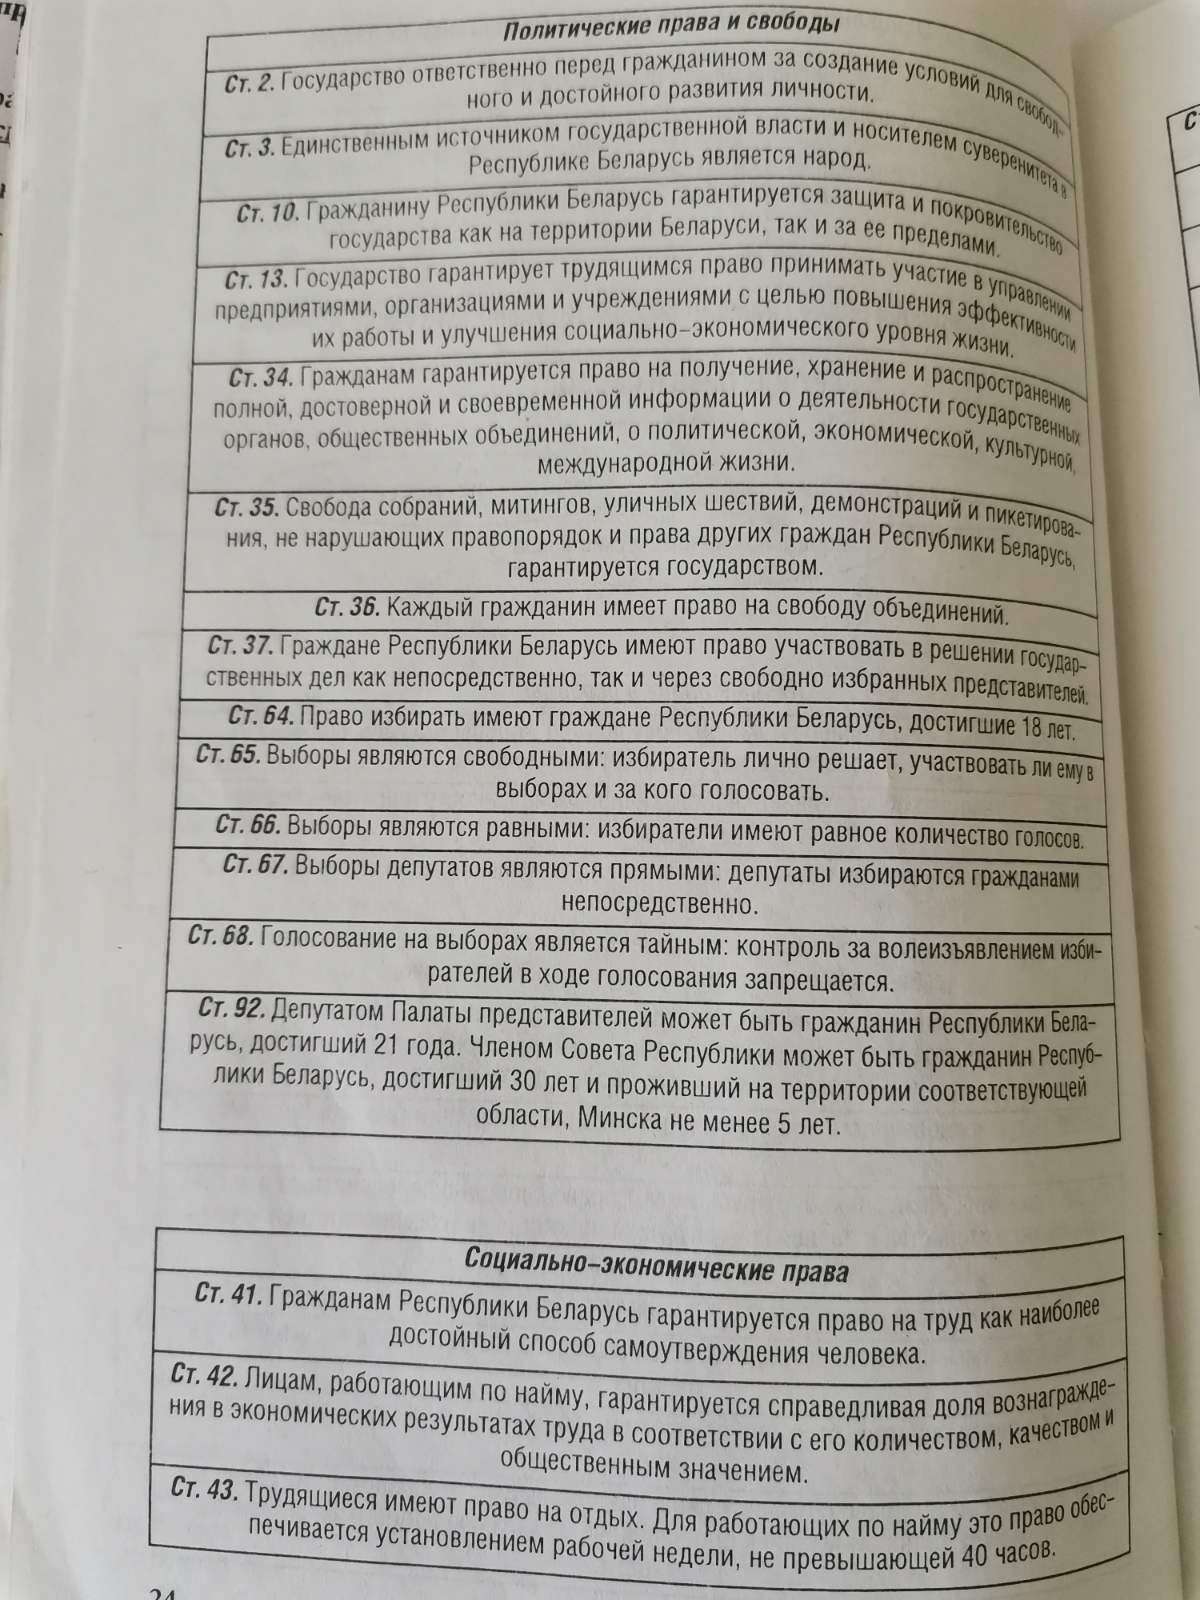 Политические права и свободы
Ст. 2. Государство ответственно перед гражданином за создание условий для свобод-
ного и достойного развития личности.
Ст. 3. Единственным источником государственной власти и носителем суверенитета в
Республике Беларусь является народ.
Ст. 10. Гражданину Республики Беларусь гарантируется защита и покровительство
государства как на территории Беларуси, так и за ее пределами.
Ст. 13. Государство гарантирует трудящимся право принимать участие в управлении
предприятиями, организациями и учреждениями с целью повышения эффективности
их работы и улучшения социально-экономического уровня жизни.
Ст. 34. Гражданам гарантируется право на получение, хранение и распространение
полной, достоверной и своевременной информации о деятельности государственных
органов, общественных объединений, о политической, экономической, культурной,
международной жизни.
Ст. 35. Свобода собраний, митингов, уличных шествий, демонстраций и пикетирова-
ния, не нарушающих правопорядок и права других граждан Республики Беларусь,
гарантируется государством.
Ст. 36. Каждый гражданин имеет право на свободу объединений.
Ст. 37. Граждане Республики Беларусь имеют право участвовать в решении государ-
ственных дел как непосредственно, так и через свободно избранных представителей.
Ст. 64. Право избирать имеют граждане Республики Беларусь, достигшие 18 лет.
Ст. 65. Выборы являются свободными: избиратель лично решает, участвовать ли ему в
выборах и за кого голосовать.
Ст. 66. Выборы являются равными: избиратели имеют равное количество голосов.
Ст. 67. Выборы депутатов являются прямыми: депутаты избираются гражданами
непосредственно.
Ст. 68. Голосование на выборах является тайным: контроль за волеизъявлением изби-
рателей в ходе голосования запрещается.
Ст. 92. Депутатом Палаты представителей может быть гражданин Республики Бела-
русь, достигший 21 года. Членом Совета Республики может быть гражданин Респуб-
лики Беларусь, достигший 30 лет и проживший на территории соответствующей
области, Минска не менее 5 лет.
Социально-экономические права
Ст. 41. Гражданам Республики Беларусь гарантируется право на труд как наиболее
достойный способ самоутверждения человека.
Ст. 42. Лицам, работающим по найму, гарантируется справедливая доля вознагражде-
ния в экономических результатах труда в соответствии с его количеством, качеством и
общественным значением.
Ст. 43. Трудящиеся имеют право на отдых. Для работающих по найму это право обес-
печивается установлением рабочей недели, не превышающей 40 часов.
24